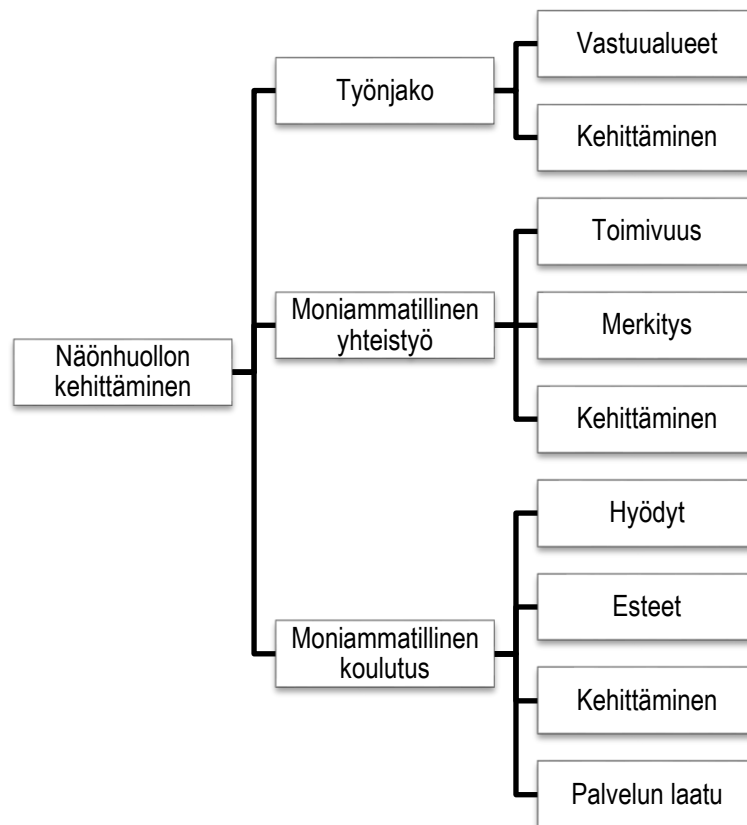 Näönhuollon
kehittäminen
Työnjako
Vastuualueet
Kehittäminen
Moniammatillinen
yhteistyö
Toimivuus
Merkitys
Kehittäminen
Moniammatillinen
koulutus
Hyödyt
Esteet
Kehittäminen
Palvelun laatu